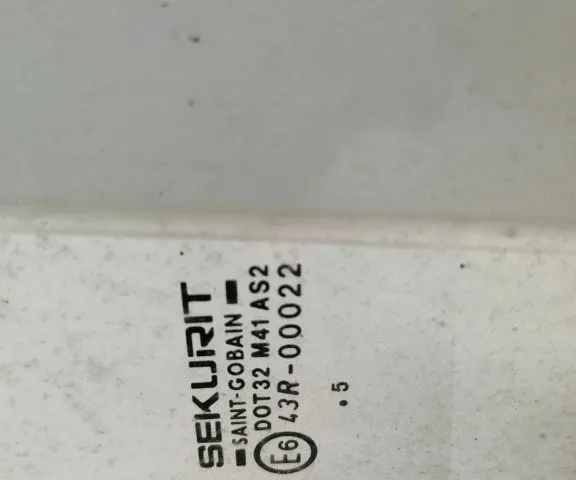 SEKURIT
SAINT-GOBAIN
DOT32 M41 AS2
E6 43R-00022
.5